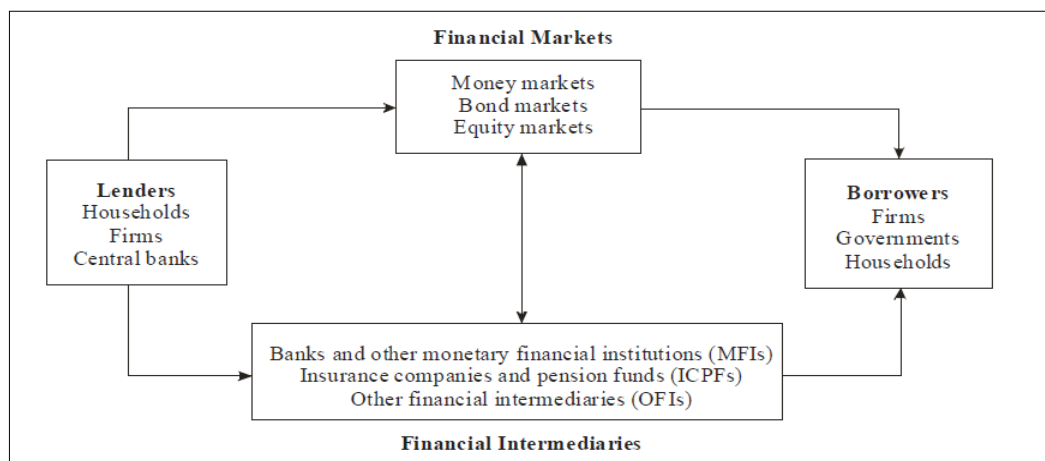 Financial Markets
Money markets
Bond markets
Equity markets
Lenders
Households
Firms
Central banks
Borrowers
Firms
Governments
Households
Banks and other monetary financial institutions (MFIs)
Insurance companies and pension funds (ICPFs)
Other financial intermediaries (OFIs)
Financial Intermediaries